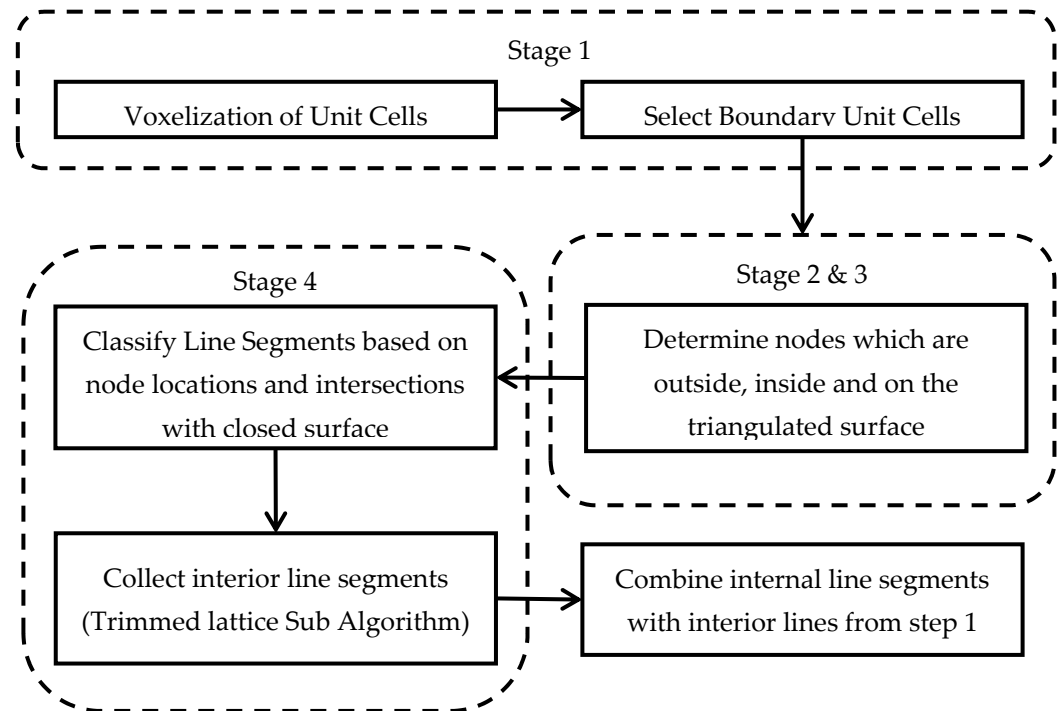 Stage 1
Voxelization of Unit Cells
Select Boundary Unit Cells
Stage 2 & 3
Determine nodes which are
outside, inside and on the
triangulated surface
Stage 4
Classify Line Segments based on
node locations and intersections
with closed surface
Collect interior line segments
(Trimmed lattice Sub Algorithm)
Combine internal line segments
with interior lines from step 1